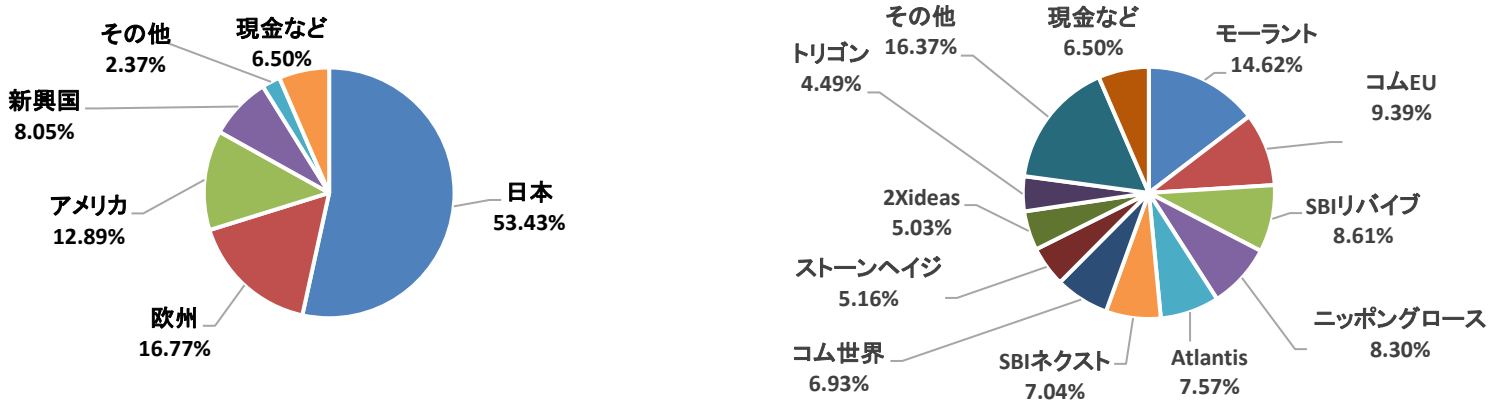 その他
2.37%
現金など
6.50%
新興国
8.05%
アメリカ
12.89%
欧州
16.77%
日本
53.43%
その他
16.37%
現金など
6.50%
モーラント
14.62%
トリゴン
4.49%
コムEU
9.39%
2Xideas
5.03%
SBIリバイブ
8.61%
ストーンヘイジ
5.16%
ニッポングロース
8.30%
コム世界
6.93%
SBIネクスト
7.04%
Atlantis
7.57%